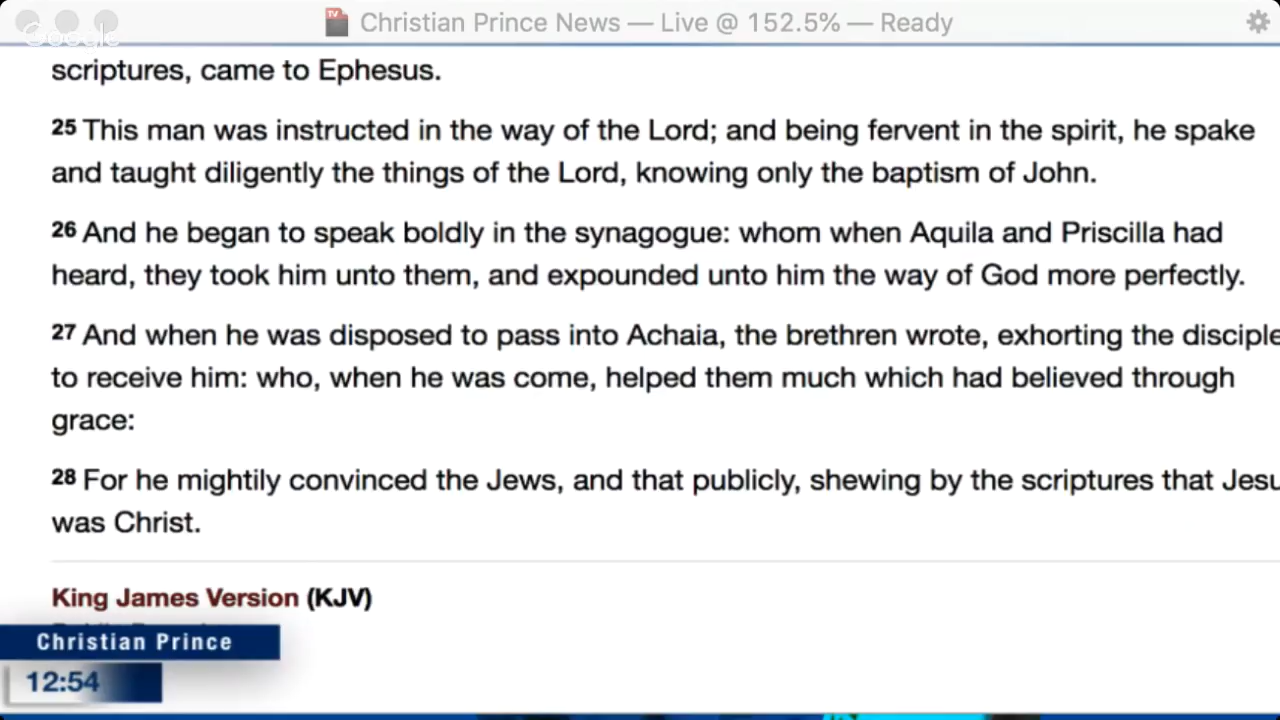 TV Christian Prince News — Live @ 152.5% — Ready
Google
scriptures, came to Ephesus.
25 This man was instructed in the way of the Lord; and being fervent in the spirit, he spake
and taught diligently the things of the Lord, knowing only the baptism of John.
26 And he began to speak boldly in the synagogue: whom when Aquila and Priscilla had
heard, they took him unto them, and expounded unto him the way of God more perfectly.
27 And when he was disposed to pass into Achaia, the brethren wrote, exhorting the disciple
to receive him: who, when he was come, helped them much which had believed through
grace:
28 For he mightily convinced the Jews, and that publicly, shewing by the scriptures that Jesu
was Christ.
King James Version (KJV)
Christian Prince
12:54